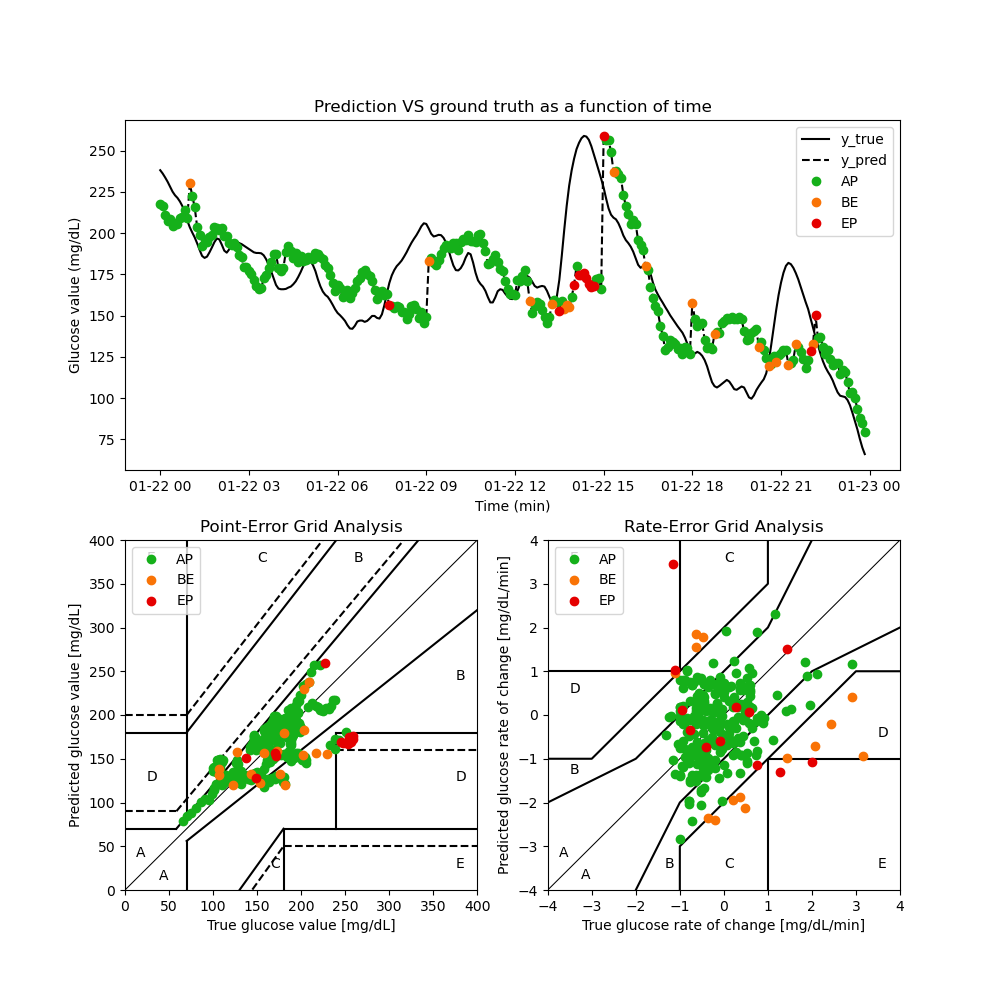 Prediction VS ground truth as a function of time
Glucose value (mg/dL)
250
225
200
175
150
125
100
75
y_true
y_pred
AP
BE
EP
01-22 00
01-22 03
01-22 06
01-22 09
01-22 12
01-22 15
01-22 18
01-22 21
01-23 00
Time (min)
Point-Error Grid Analysis
Predicted glucose value [mg/dL]
400
350
300
250
200
150
100
50
0
AP
BE
EP
C
B
B
D
D
A
A
C
E
0
50
100
150
200
250
300
350
400
True glucose value [mg/dL]
Rate-Error Grid Analysis
Predicted glucose rate of change [mg/dL/min]
4
3
2
1
0
−1
−2
−3
−4
AP
BE
EP
C
D
D
B
A
A
B
C
E
−4
−3
−2
−1
0
1
2
3
4
True glucose rate of change [mg/dL/min]